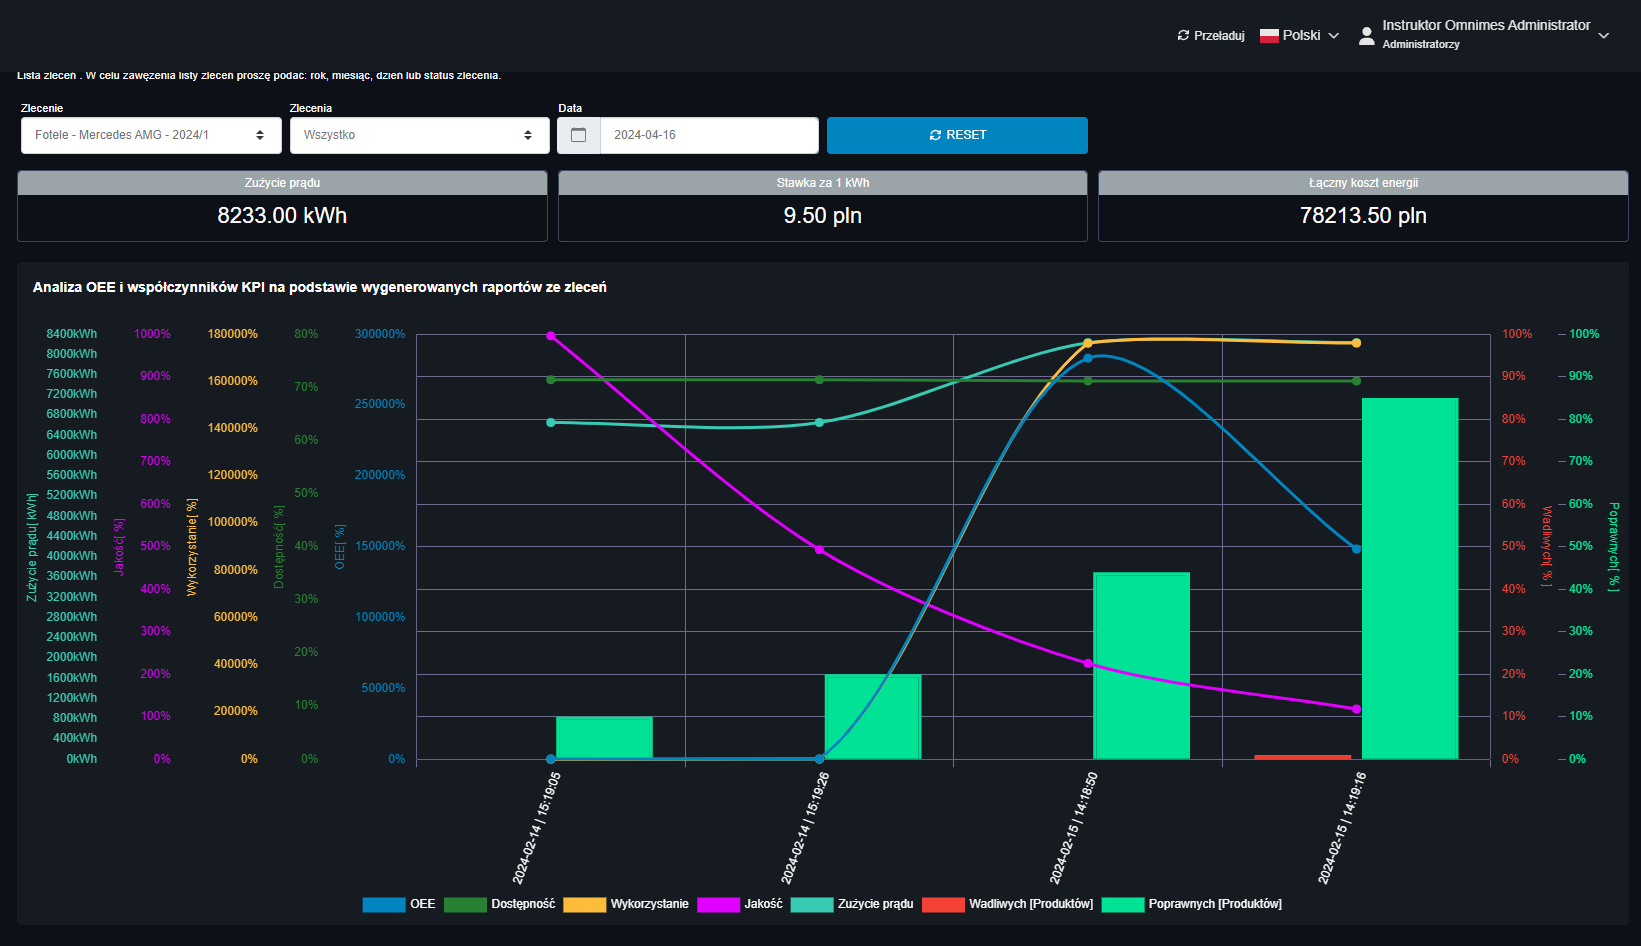 Przeładuj
Polski
Instruktor Omnimes Administrator
Administratorzy
Lista zleceń . W celu zawężenia listy zleceń proszę podać: rok, miesiąc, dzień lub status zlecenia.
Zlecenie
Zlecenia
Data
Fotele - Mercedes AMG - 2024/1
Wszystko
2024-04-16
RESET
Zużycie prądu
Stawka za 1 kWh
Łączny koszt energii
8233.00 kWh
9.50 pln
78213.50 pln
Analiza OEE i współczynników KPI na podstawie wygenerowanych raportów ze zleceń
Zużycie prądu[ kWh]
8400kWh
8000kWh
7600kWh
7200kWh
6800kWh
6400kWh
6000kWh
5600kWh
5200kWh
4800kWh
4400kWh
4000kWh
3600kWh
3200kWh
2800kWh
2400kWh
2000kWh
1600kWh
1200kWh
800kWh
400kWh
0kWh
Jakość[ %]
1000%
900%
800%
700%
600%
500%
400%
300%
200%
100%
0%
Wykorzystanie[ %]
180000%
160000%
140000%
120000%
100000%
80000%
60000%
40000%
20000%
0%
Dostępność[ %]
80%
70%
60%
50%
40%
30%
20%
10%
0%
OEE[ %]
300000%
250000%
200000%
150000%
100000%
50000%
0%
100%
90%
80%
70%
60%
50%
40%
30%
20%
10%
0%
Wadliwych[ %]
100%
90%
80%
70%
60%
50%
40%
30%
20%
10%
0%
Poprawnych[ %]
2024-02-14 | 15:19:05
2024-02-14 | 15:19:26
2024-02-15 | 14:18:50
2024-02-15 | 14:19:16
OEE
Dostępność
Wykorzystanie
Jakość
Zużycie prądu
Wadliwych [Produktów]
Poprawnych [Produktów]